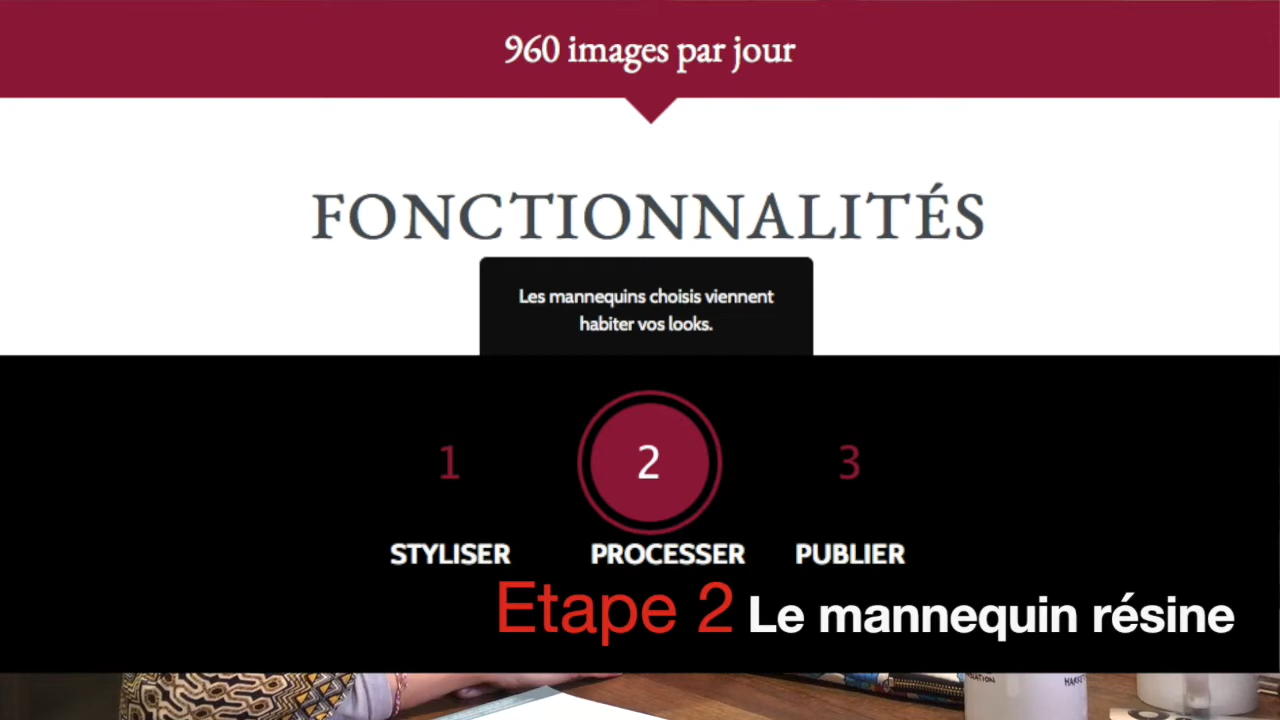 960 images par jour
FONCTIONNALITÉS
Les mannequins choisis viennent
habiter vos looks.
1 2 3
STYLISER PROCESSER PUBLIER
Etape 2 Le mannequin résine